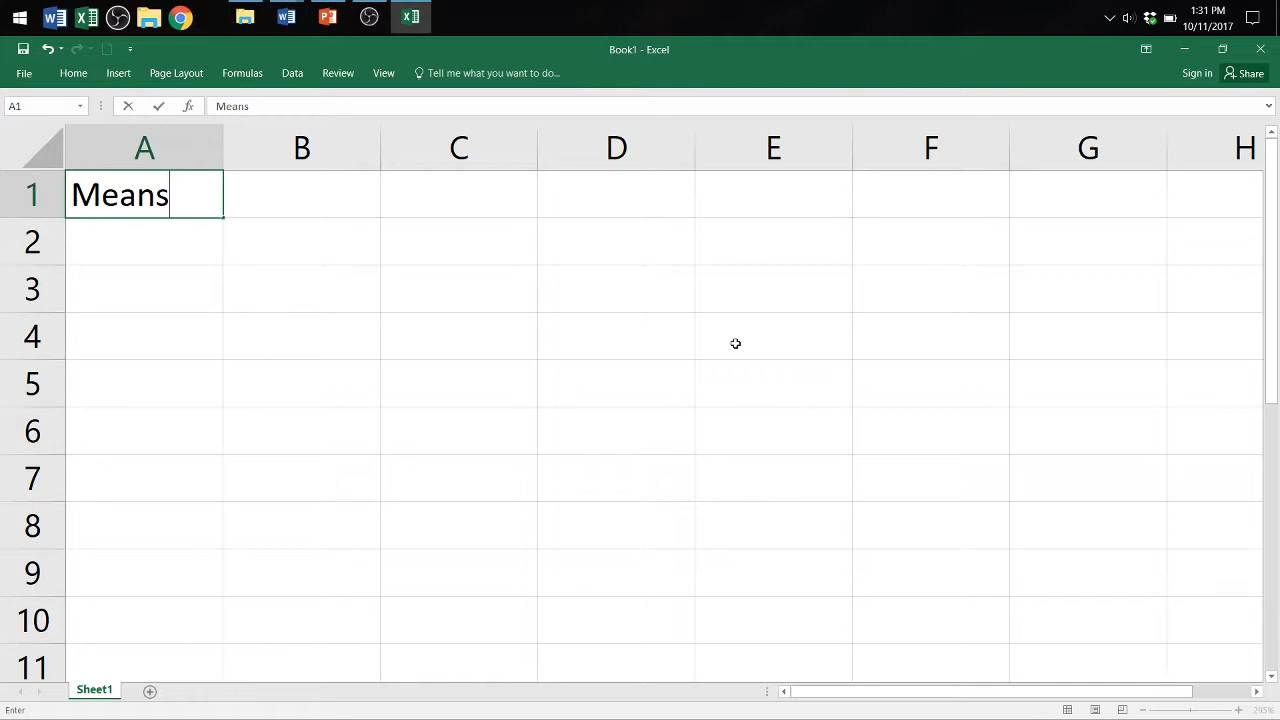 1:31 PM
10/11/2017
Book1 - Excel
File Home Insert Page Layout Formulas Data Review View Tell me what you want to do... Sign in Share
A1 fx Means
A B C D E F G H
1 Means
2
3
4
5
6
7
8
9
10
11
Sheet1
Enter 295%